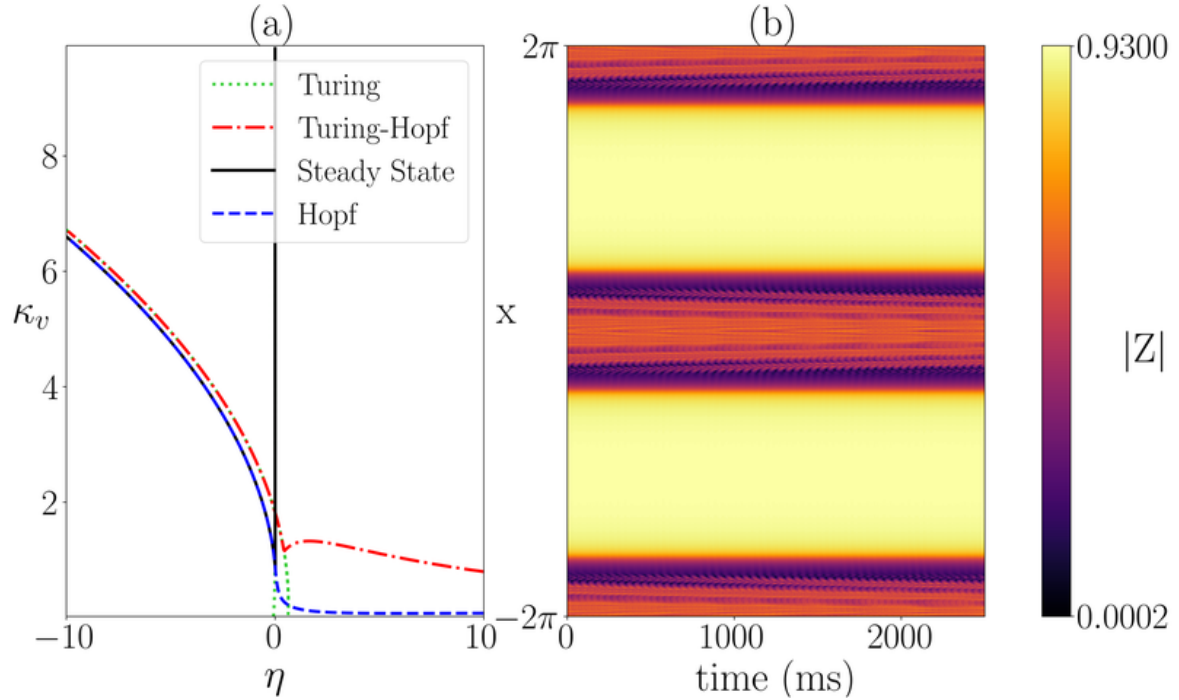 (a)
8
6
κᵥ
4
2
−10
0
10
η
Turing
Turing-Hopf
Steady State
Hopf
(b)
2π
x
−2π
0
1000
2000
time (ms)
0.9300
|Z|
0.0002